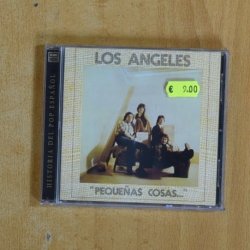 LOS ANGELES
€ 9.00
"PEQUEÑAS COSAS..."
HISTORIA DEL POP ESPAÑOL